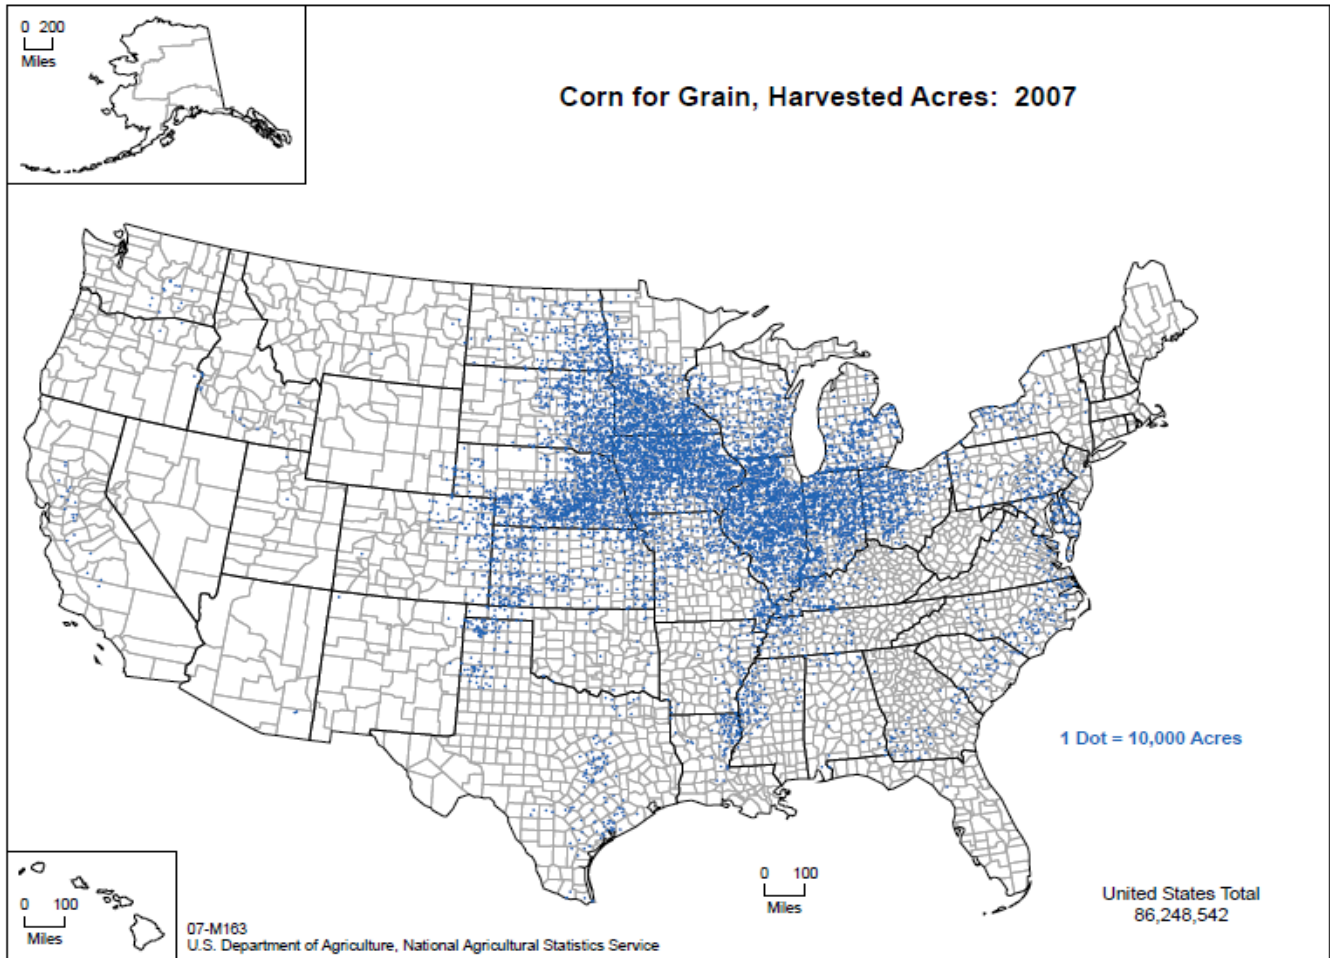 0 200
Miles
Corn for Grain, Harvested Acres: 2007
1 Dot = 10,000 Acres
0 100
Miles
United States Total
86,248,542
0 100
Miles
07-M163
U.S. Department of Agriculture, National Agricultural Statistics Service